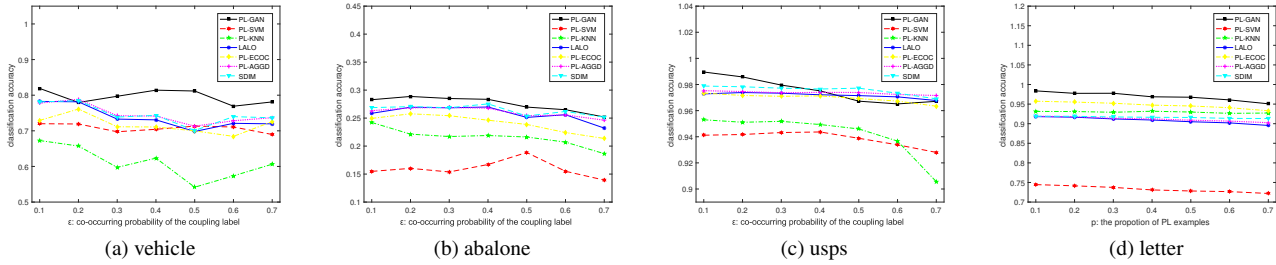 PL-GAN
PL-SVM
PL-KNN
LALO
PL-ECOC
PL-AGGD
SDIM
1
0.9
0.8
0.7
0.6
0.5
classification accuracy
0.1 0.2 0.3 0.4 0.5 0.6 0.7
ε: co-occurring probability of the coupling label
(a) vehicle
PL-GAN
PL-SVM
PL-KNN
LALO
PL-ECOC
PL-AGGD
SDIM
0.45
0.4
0.35
0.3
0.25
0.2
0.15
0.1
classification accuracy
0.1 0.2 0.3 0.4 0.5 0.6 0.7
ε: co-occurring probability of the coupling label
(b) abalone
PL-GAN
PL-SVM
PL-KNN
LALO
PL-ECOC
PL-AGGD
SDIM
1.04
1.02
1
0.98
0.96
0.94
0.92
0.9
classification accuracy
0.1 0.2 0.3 0.4 0.5 0.6 0.7
ε: co-occurring probability of the coupling label
(c) usps
PL-GAN
PL-SVM
PL-KNN
LALO
PL-ECOC
PL-AGGD
SDIM
1.2
1.15
1.1
1.05
1
0.95
0.9
0.85
0.8
0.75
0.7
classification accuracy
0.1 0.2 0.3 0.4 0.5 0.6 0.7
p: the propotion of PL examples
(d) letter